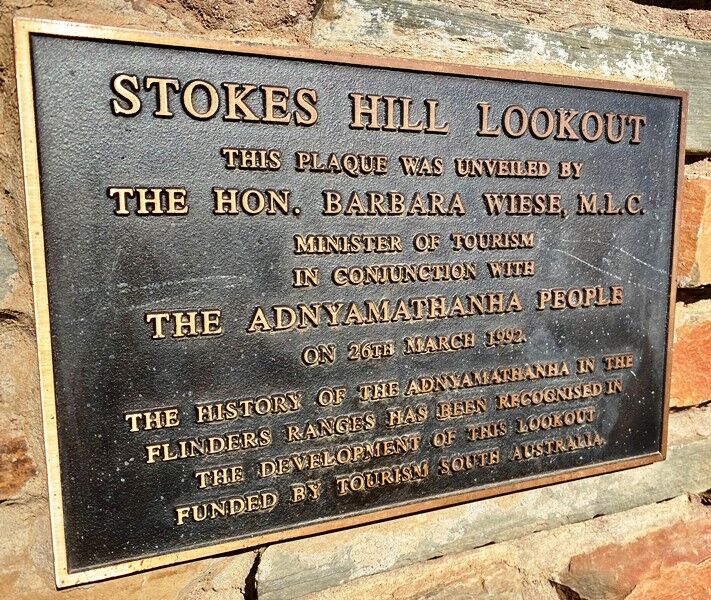 STOKES HILL LOOKOUT
THIS PLAQUE WAS UNVEILED BY
THE HON. BARBARA WIESE, M.L.C.
MINISTER OF TOURISM
IN CONJUNCTION WITH
THE ADNYAMATHANHA PEOPLE
ON 26TH MARCH 1992.
THE HISTORY OF THE ADNYAMATHANHA IN THE
FLINDERS RANGES HAS BEEN RECOGNISED IN
THE DEVELOPMENT OF THIS LOOKOUT
FUNDED BY TOURISM SOUTH AUSTRALIA.